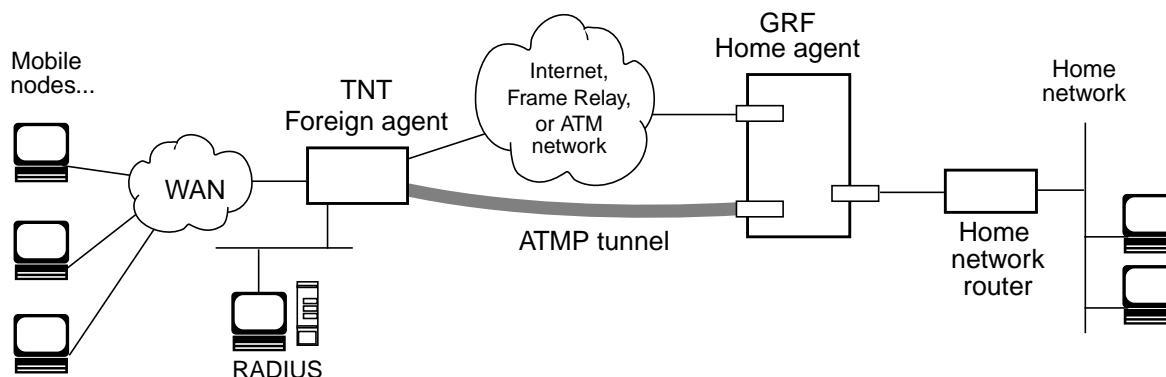 Mobile
nodes...
WAN
TNT
Foreign agent
RADIUS
Internet,
Frame Relay,
or ATM
network
ATMP tunnel
GRF
Home agent
Home
network
router
Home
network